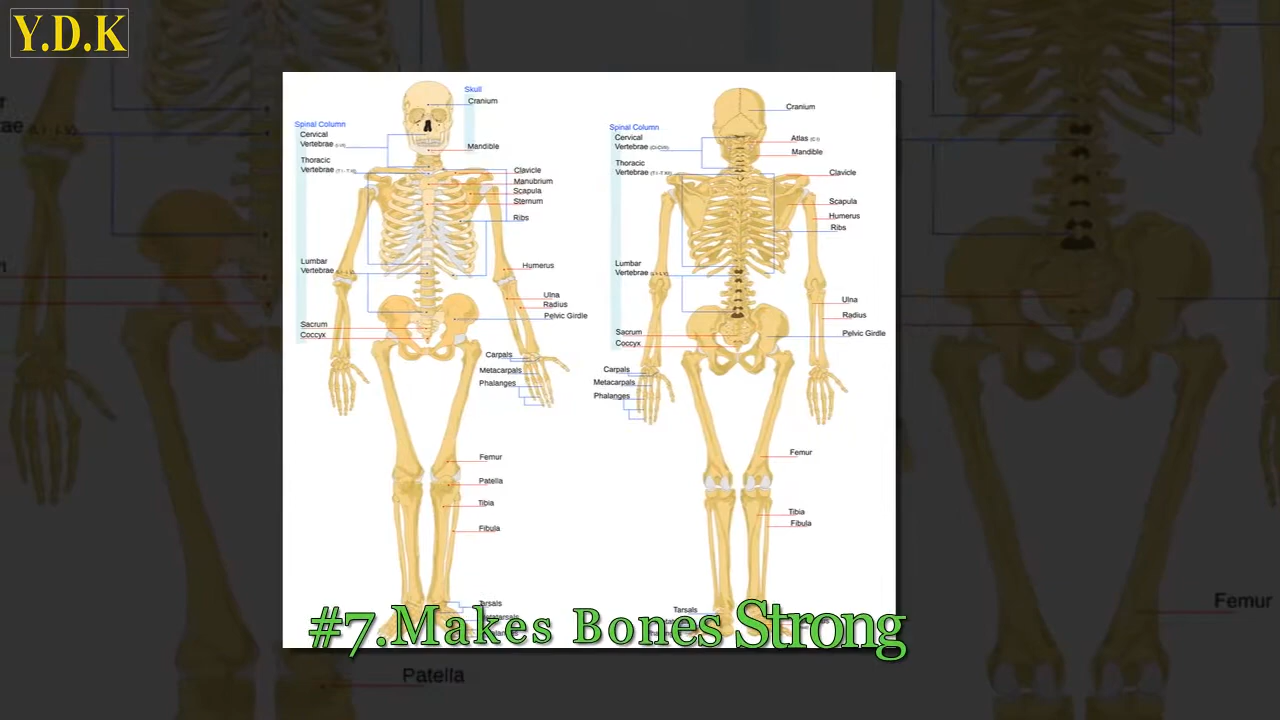 Y.D.K
Skull
Cranium
Spinal Column
Cervical
Vertebrae
Mandible
Thoracic
Vertebrae
Clavicle
Manubrium
Scapula
Sternum
Ribs
Lumbar
Vertebrae
Humerus
Ulna
Radius
Pelvic Girdle
Sacrum
Coccyx
Carpals
Metacarpals
Phalanges
Femur
Patella
Tibia
Fibula
Tarsals
Cranium
Spinal Column
Cervical
Vertebrae (CI-CVII)
Atlas (C-I)
Mandible
Thoracic
Vertebrae (T.I - T.XII)
Clavicle
Scapula
Humerus
Ribs
Lumbar
Vertebrae (L.I - L.V)
Ulna
Radius
Pelvic Girdle
Sacrum
Coccyx
Carpals
Metacarpals
Phalanges
Femur
Tibia
Fibula
Tarsals
#7.Makes Bones Strong
Femur
Patella